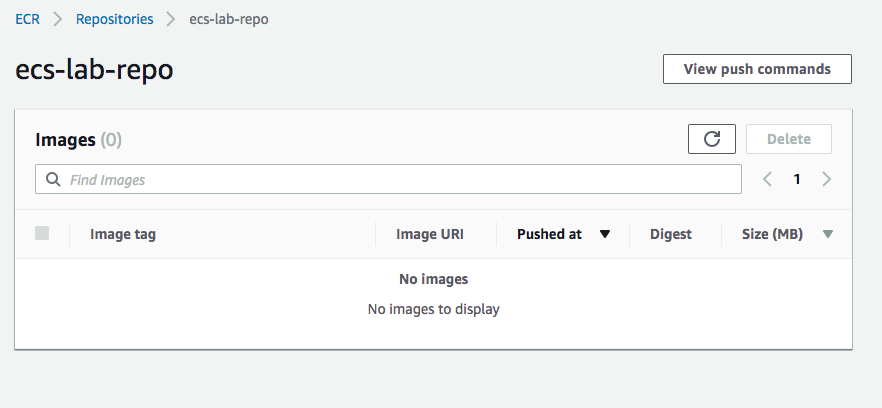 ECR > Repositories > ecs-lab-repo
ecs-lab-repo
View push commands
Images (0)
Delete
Find Images
1
Image tag Image URI Pushed at Digest Size (MB)
No images
No images to display